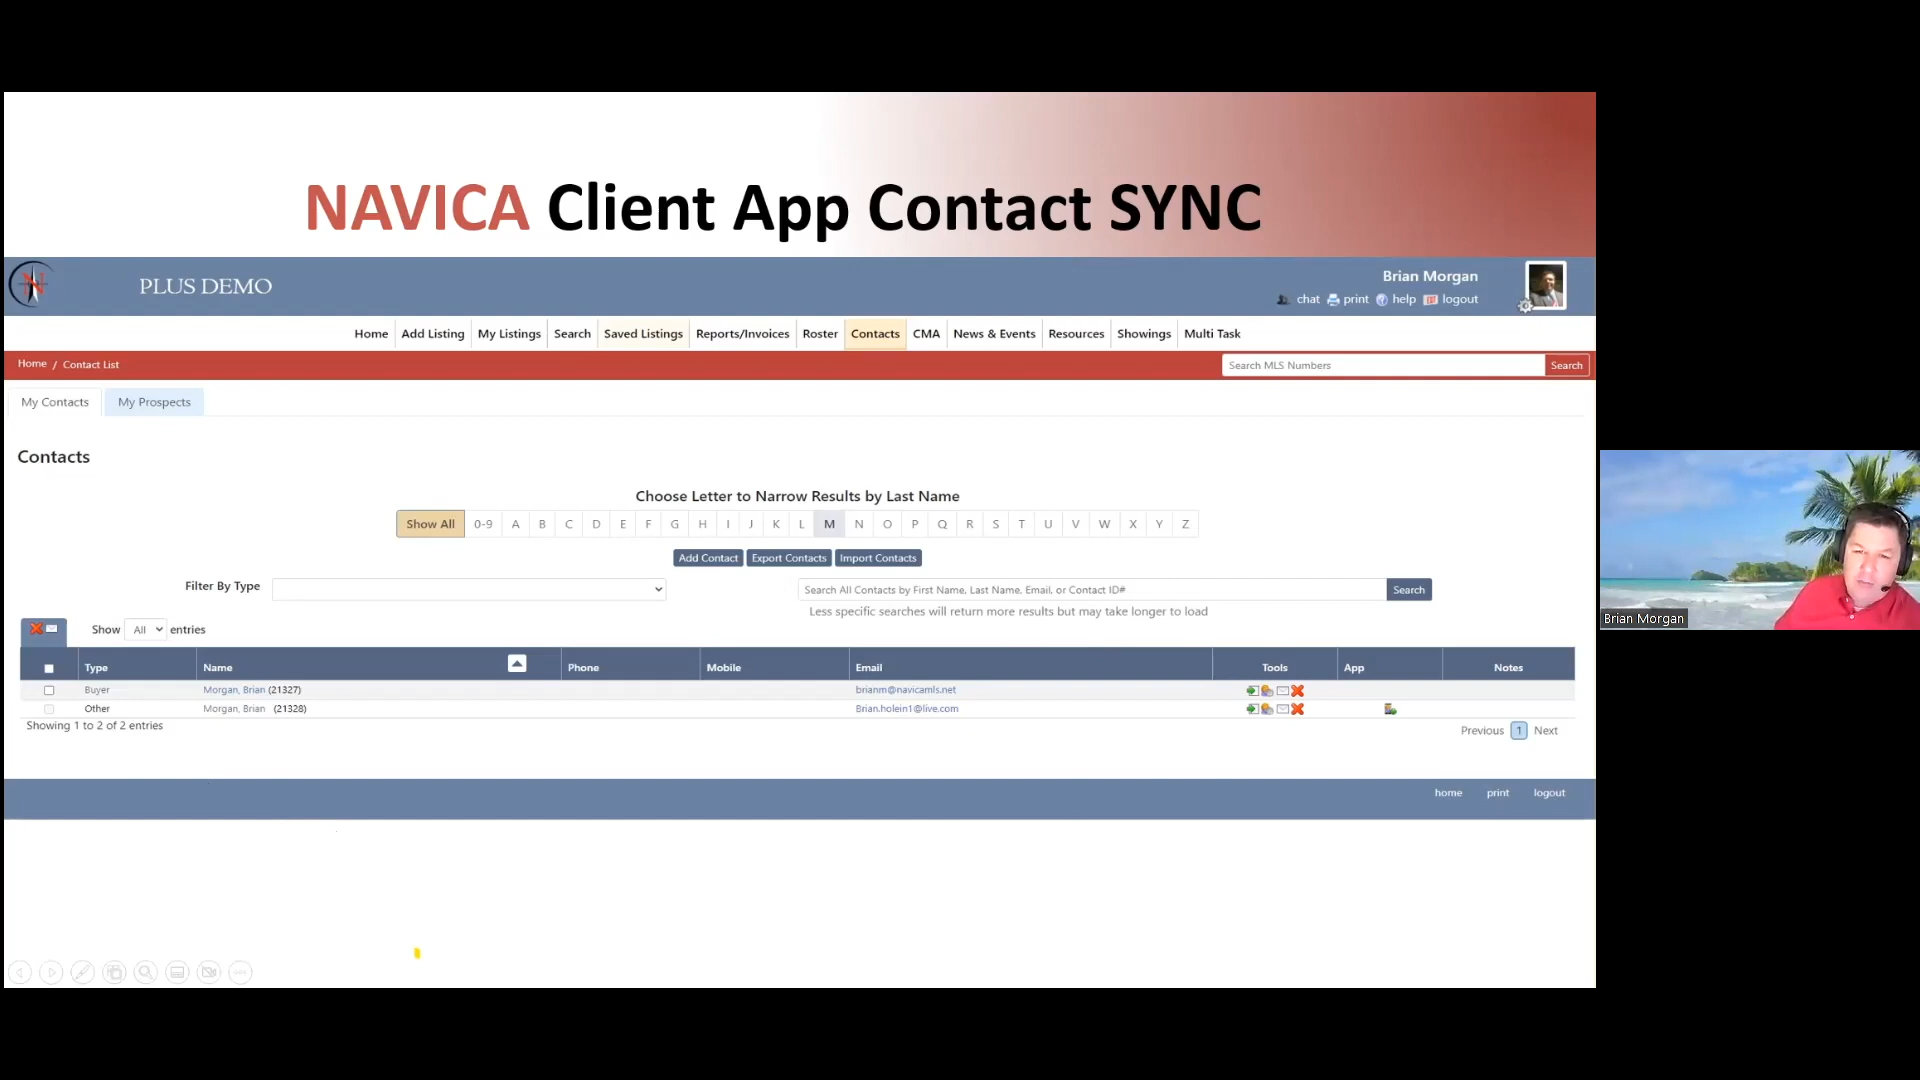 NAVICA Client App Contact SYNC
PLUS DEMO
Brian Morgan
chat print help logout
Home Add Listing My Listings Search Saved Listings Reports/Invoices Roster Contacts CMA News & Events Resources Showings Multi Task
Home / Contact List
Search MLS Numbers Search
My Contacts My Prospects
Contacts
Choose Letter to Narrow Results by Last Name
Show All 0-9 A B C D E F G H I J K L M N O P Q R S T U V W X Y Z
Add Contact Export Contacts Import Contacts
Filter By Type
Search All Contacts by First Name, Last Name, Email, or Contact ID# Search
Less specific searches will return more results but may take longer to load
Show All entries
Type Name Phone Mobile Email Tools App Notes
Buyer Morgan, Brian (21327) brianm@navicamls.net
Other Morgan, Brian (21328) Brian.holein1@live.com
Showing 1 to 2 of 2 entries
Previous 1 Next
home print logout
Brian Morgan